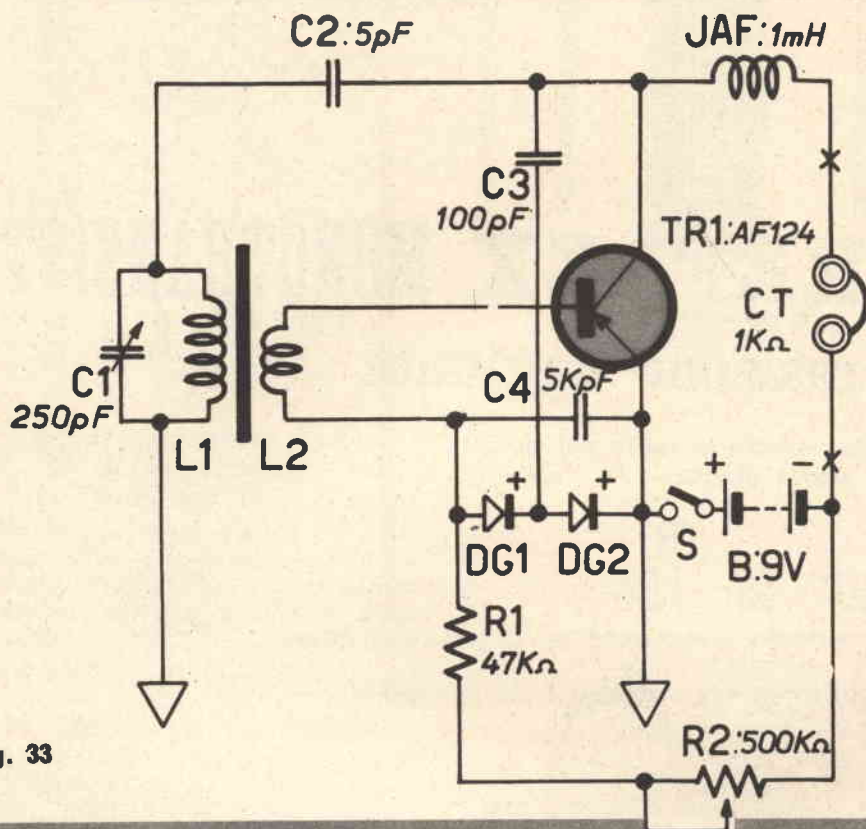 C2:5pF
JAF:1mH
C3
100pF
TR1:AF124
CT
1KΩ
C1
250pF
C4
5KpF
L1
L2
+
+
+
-
DG1
DG2
S
B:9V
R1
47KΩ
R2:500KΩ
g. 33